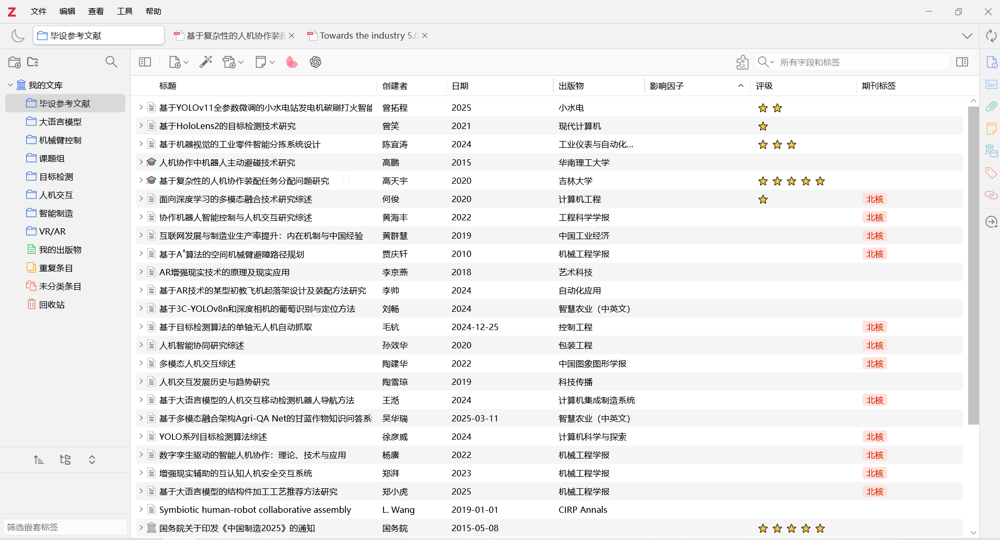 Z 文件 编辑 查看 工具 帮助
毕设参考文献 基于复杂性的人机协作装配 Towards the industry 5.0
所有字段和标签
我的文库
毕设参考文献
大语言模型
机械臂控制
课题组
目标检测
人机交互
智能制造
VR/AR
我的出版物
重复条目
未分类条目
回收站
筛选嵌套标签
标题 创建者 日期 出版物 影响因子 评级 期刊标签
基于YOLOv11全参数微调的小水电站发电机碳刷打火智能 曾拓程 2025 小水电
基于HoloLens2的目标检测技术研究 曾笑 2021 现代计算机
基于机器视觉的工业零件智能分拣系统设计 陈宜涛 2024 工业仪表与自动化...
人机协作中机器人主动避碰技术研究 高鹏 2015 华南理工大学
基于复杂性的人机协作装配任务分配问题研究 高天宇 2020 吉林大学
面向深度学习的多模态融合技术研究综述 何俊 2020 计算机工程 北核
协作机器人智能控制与人机交互研究综述 黄海丰 2022 工程科学学报 北核
互联网发展与制造业生产率提升：内在机制与中国经验 黄群慧 2019 中国工业经济 北核
基于A*算法的空间机械臂避障路径规划 贾庆轩 2010 机械工程学报 北核
AR增强现实技术的原理及现实应用 李京燕 2018 艺术科技
基于AR技术的某型初教飞机起落架设计及装配方法研究 李帅 2024 自动化应用
基于3C-YOLOv8n和深度相机的葡萄识别与定位方法 刘畅 2024 智慧农业（中英文）
基于目标检测算法的单轴无人机自动抓取 毛钪 2024-12-25 控制工程 北核
人机智能协同研究综述 孙效华 2020 包装工程 北核
多模态人机交互综述 陶建华 2022 中国图象图形学报 北核
人机交互发展历史与趋势研究 陶雪琼 2019 科技传播
基于大语言模型的人机交互移动检测机器人导航方法 王湉 2024 计算机集成制造系统 北核
基于多模态融合架构Agri-QA Net的甘蓝作物知识问答系 吴华瑞 2025-03-11 智慧农业（中英文）
YOLO系列目标检测算法综述 徐彦威 2024 计算机科学与探索 北核
数字孪生驱动的智能人机协作：理论、技术与应用 杨赓 2022 机械工程学报 北核
增强现实辅助的互认知人机安全交互系统 郑湃 2023 机械工程学报 北核
基于大语言模型的结构件加工工艺推荐方法研究 郑小虎 2025 机械工程学报 北核
Symbiotic human-robot collaborative assembly L. Wang 2019-01-01 CIRP Annals
国务院关于印发《中国制造2025》的通知 国务院 2015-05-08